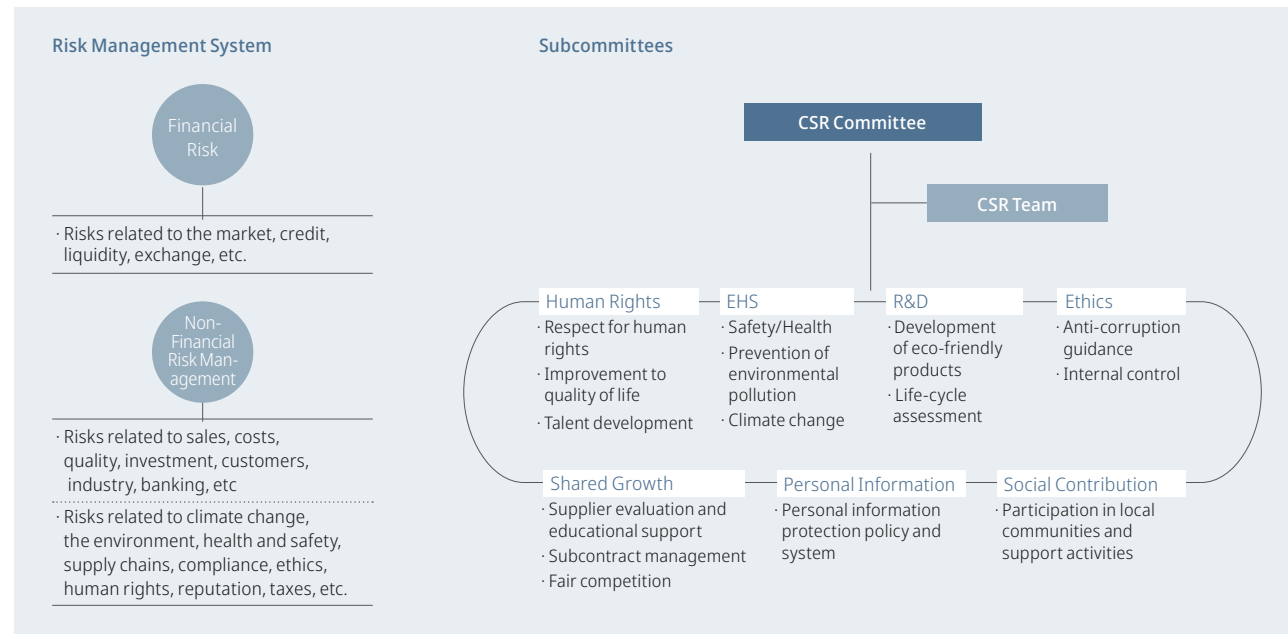 Risk Management System
Financial
Risk
· Risks related to the market, credit,
liquidity, exchange, etc.
Non-
Financial
Risk Man-
agement
· Risks related to sales, costs,
quality, investment, customers,
industry, banking, etc
· Risks related to climate change,
the environment, health and safety,
supply chains, compliance, ethics,
human rights, reputation, taxes, etc.
Subcommittees
CSR Committee
CSR Team
Human Rights
· Respect for human
rights
· Improvement to
quality of life
· Talent development
EHS
· Safety/Health
· Prevention of
environmental
pollution
· Climate change
R&D
· Development
of eco-friendly
products
· Life-cycle
assessment
Ethics
· Anti-corruption
guidance
· Internal control
Shared Growth
· Supplier evaluation and
educational support
· Subcontract management
· Fair competition
Personal Information
· Personal information
protection policy and
system
Social Contribution
· Participation in local
communities and
support activities